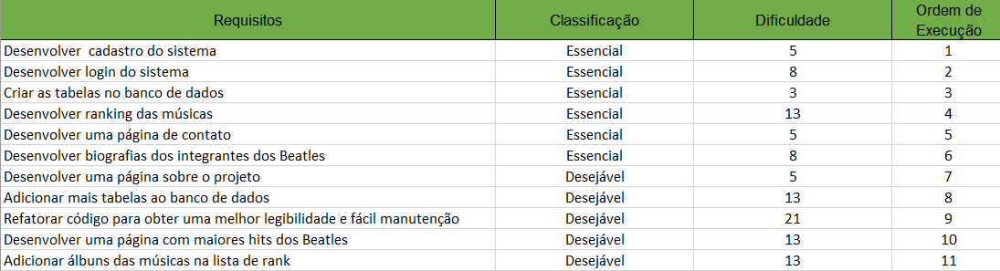 Requisitos Classificação Dificuldade Ordem de Execução
Desenvolver cadastro do sistema Essencial 5 1
Desenvolver login do sistema Essencial 8 2
Criar as tabelas no banco de dados Essencial 3 3
Desenvolver ranking das músicas Essencial 13 4
Desenvolver uma página de contato Essencial 5 5
Desenvolver biografias dos integrantes dos Beatles Essencial 8 6
Desenvolver uma página sobre o projeto Desejável 5 7
Adicionar mais tabelas ao banco de dados Desejável 13 8
Refatorar código para obter uma melhor legibilidade e fácil manutenção Desejável 21 9
Desenvolver uma página com maiores hits dos Beatles Desejável 13 10
Adicionar álbuns das músicas na lista de rank Desejável 13 11